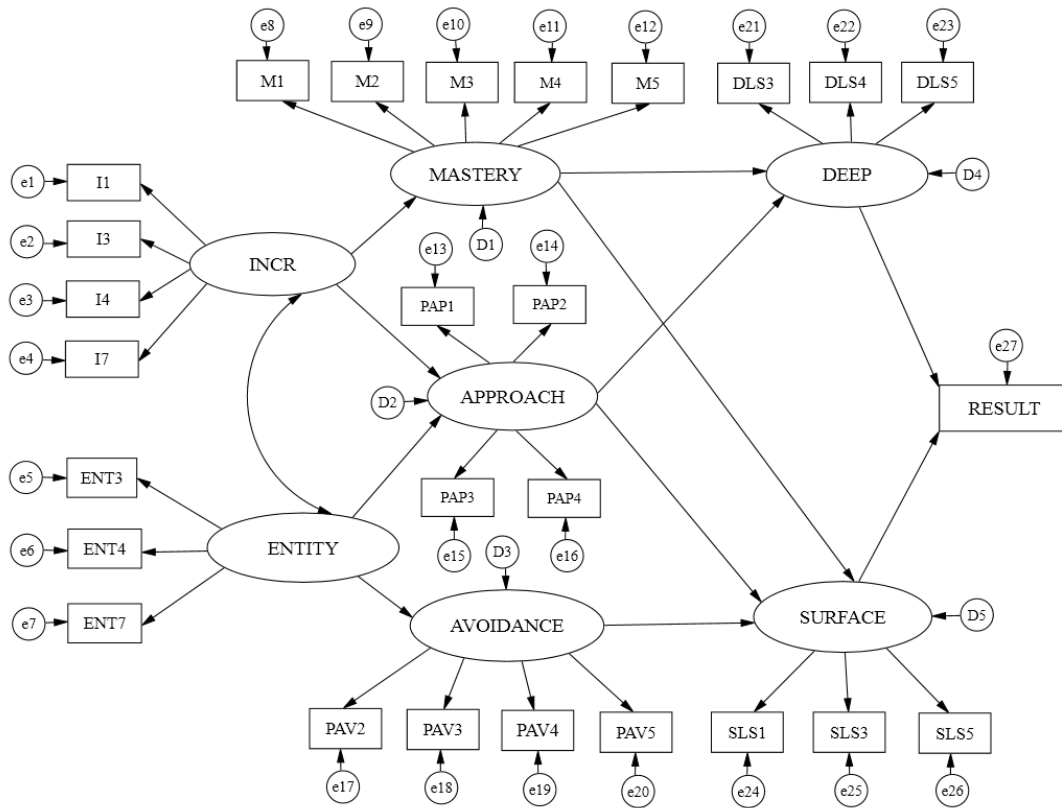 e8
e9
e10
e11
e12
e21
e22
e23
M1
M2
M3
M4
M5
DLS3
DLS4
DLS5
e1
I1
MASTERY
DEEP
D4
e2
I3
D1
e13
e14
INCR
e3
I4
PAP1
PAP2
e4
I7
e27
D2
APPROACH
RESULT
e5
ENT3
PAP3
PAP4
e6
ENT4
ENTITY
e15
D3
e16
e7
ENT7
AVOIDANCE
SURFACE
D5
PAV2
PAV3
PAV4
PAV5
SLS1
SLS3
SLS5
e17
e18
e19
e20
e24
e25
e26